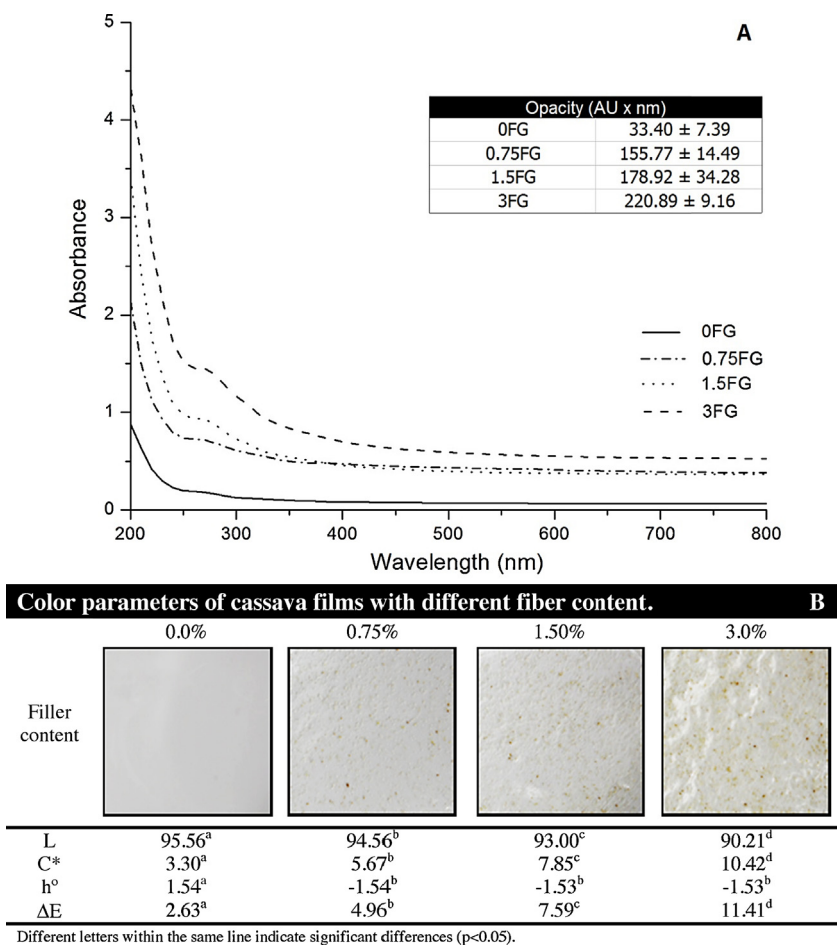 A
5
4
3
2
1
0
Absorbance
Opacity (AU x nm)
0FG 33.40 ± 7.39
0.75FG 155.77 ± 14.49
1.5FG 178.92 ± 34.28
3FG 220.89 ± 9.16
0FG
0.75FG
1.5FG
3FG
200 300 400 500 600 700 800
Wavelength (nm)
Color parameters of cassava films with different fiber content. B
0.0% 0.75% 1.50% 3.0%
Filler
content
L 95.56ᵃ 94.56ᵇ 93.00ᶜ 90.21ᵈ
C* 3.30ᵃ 5.67ᵇ 7.85ᶜ 10.42ᵈ
hº 1.54ᵃ -1.54ᵇ -1.53ᵇ -1.53ᵇ
ΔE 2.63ᵃ 4.96ᵇ 7.59ᶜ 11.41ᵈ
Different letters within the same line indicate significant differences (p<0.05).